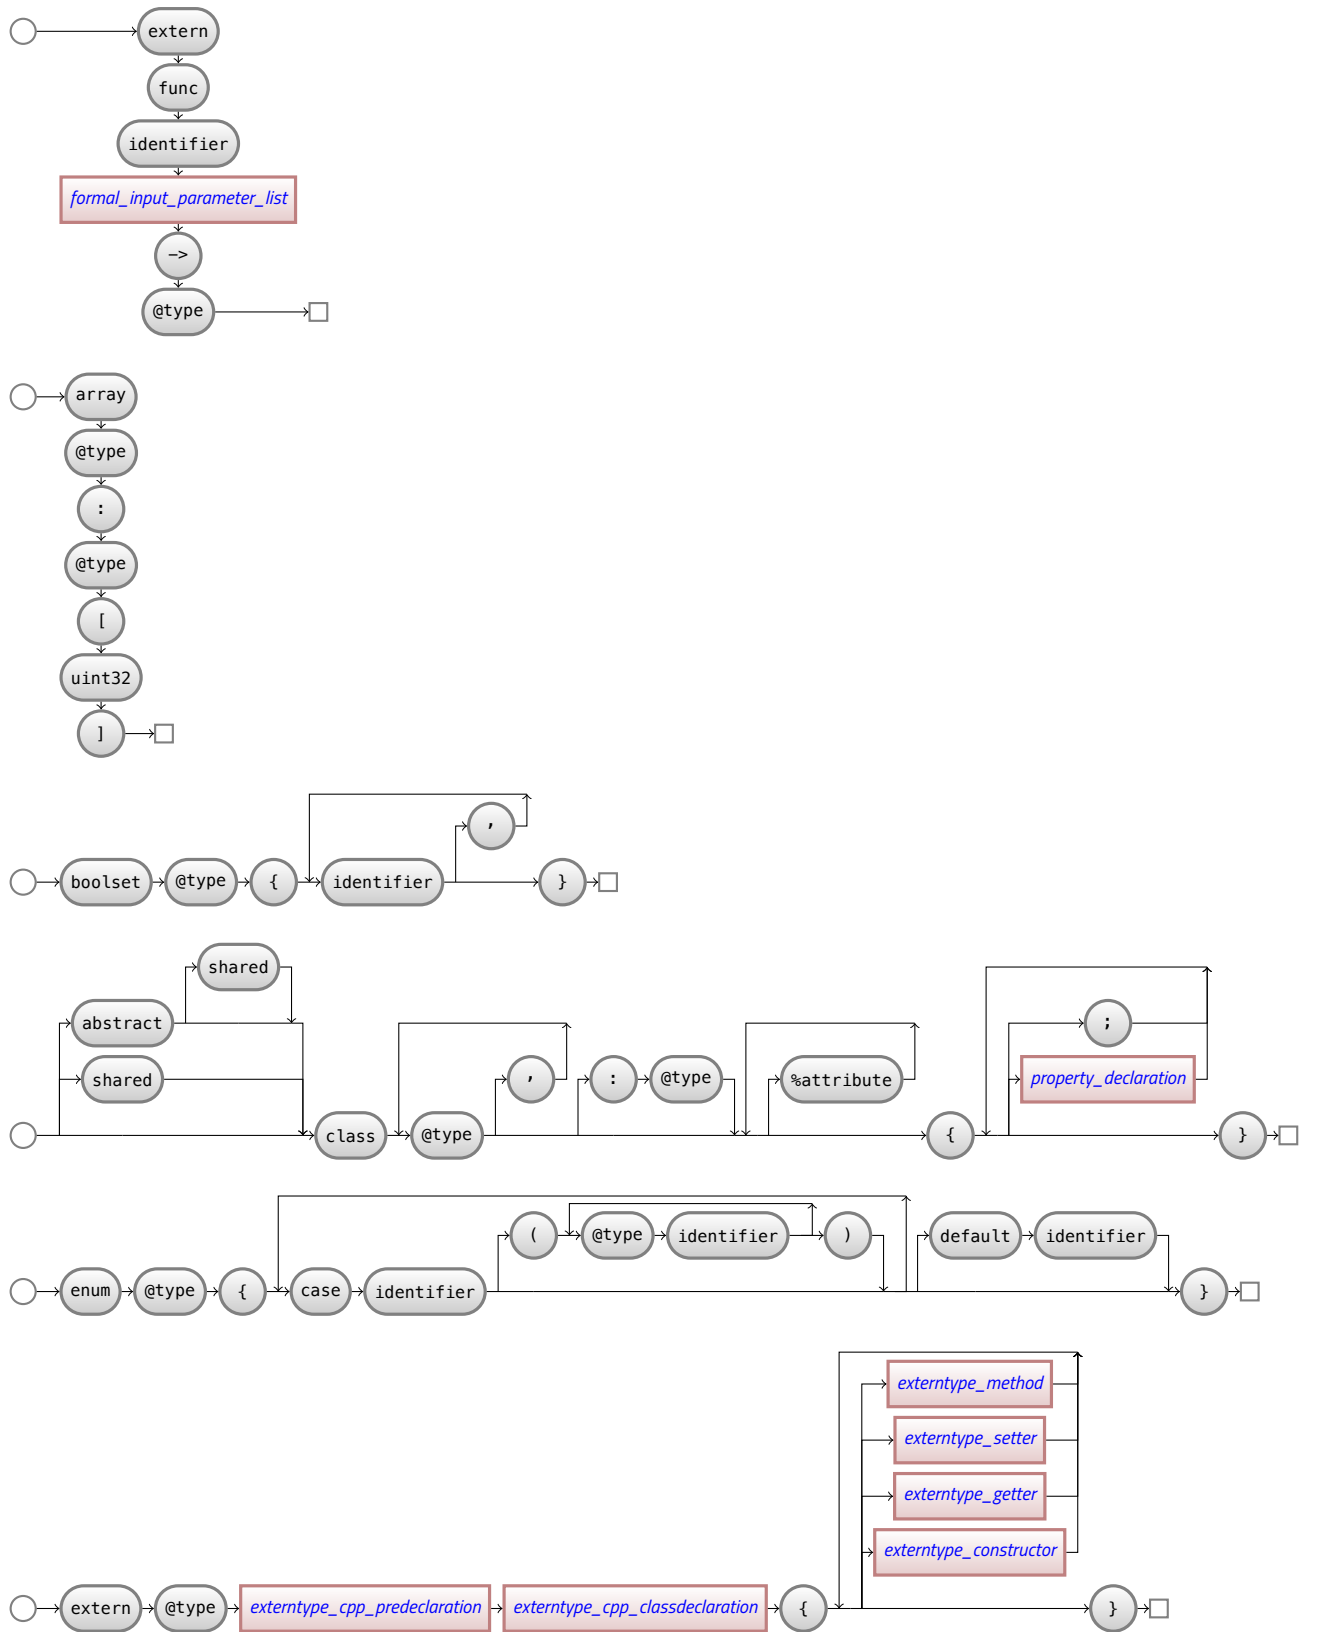 extern
func
identifier
formal_input_parameter_list
->
@type
array
@type
:
@type
[
uint32
]
,
boolset @type { identifier }
shared
abstract ;
shared , : @type %attribute property_declaration
class @type { }
( @type identifier ) default identifier
enum @type { case identifier }
externtype_method
externtype_setter
externtype_getter
externtype_constructor
extern @type externtype_cpp_predeclaration externtype_cpp_classdeclaration { }